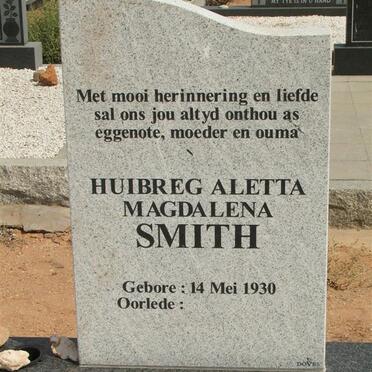 Met mooi herinnering en liefde
sal ons jou altyd onthou as
eggenote, moeder en ouma
HUIBREG ALETTA
MAGDALENA
SMITH
Gebore : 14 Mei 1930
Oorlede :
DOVES